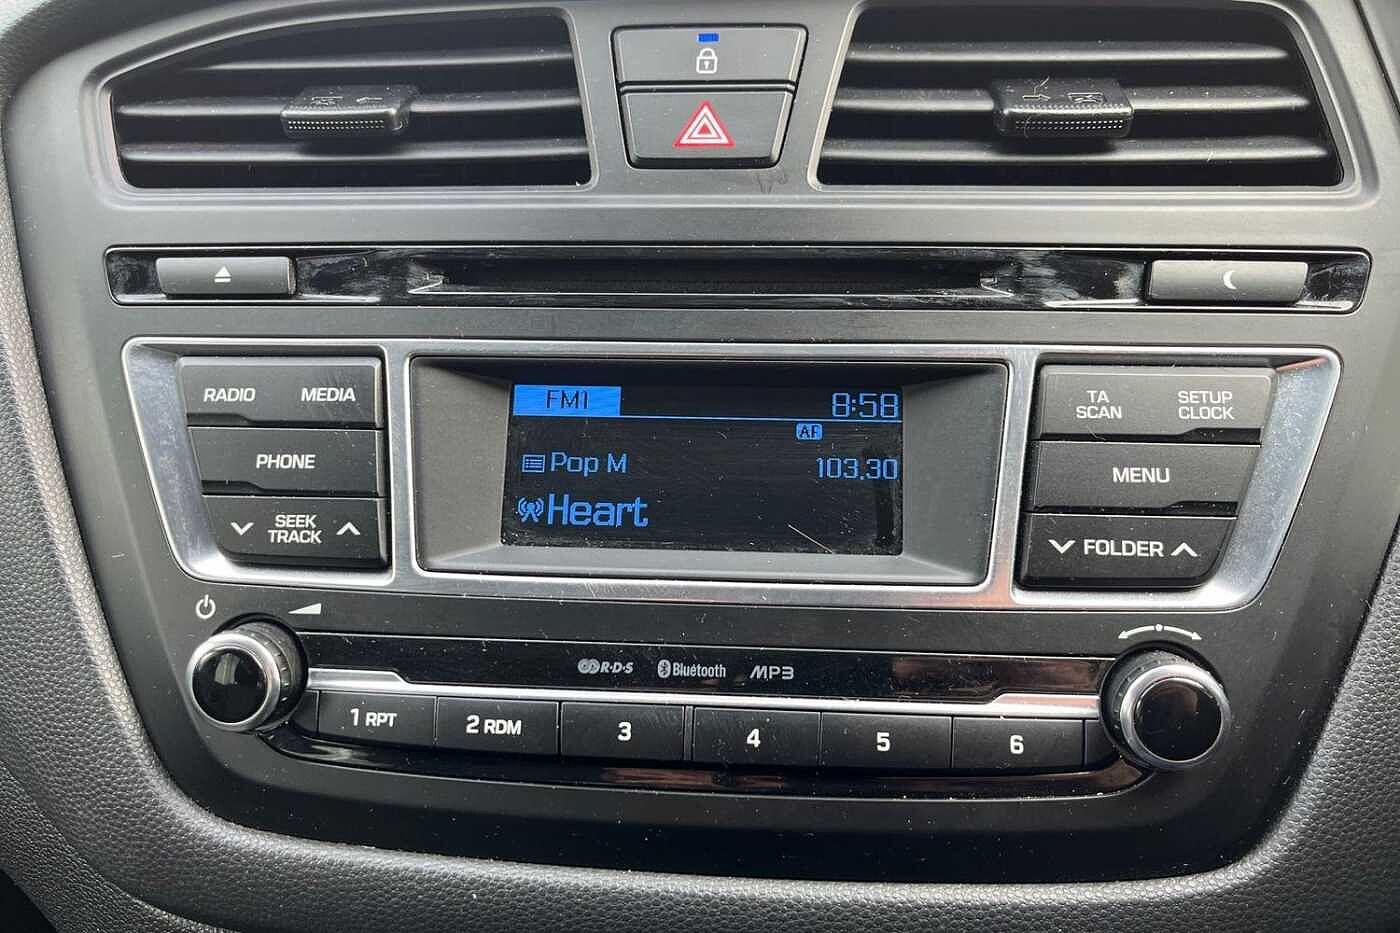 RADIO MEDIA
PHONE
SEEK
TRACK
FM1 8:58
AF
Pop M 103.30
Heart
TA
SCAN
SETUP
CLOCK
MENU
FOLDER
R·D·S Bluetooth MP3
1 RPT 2 RDM 3 4 5 6